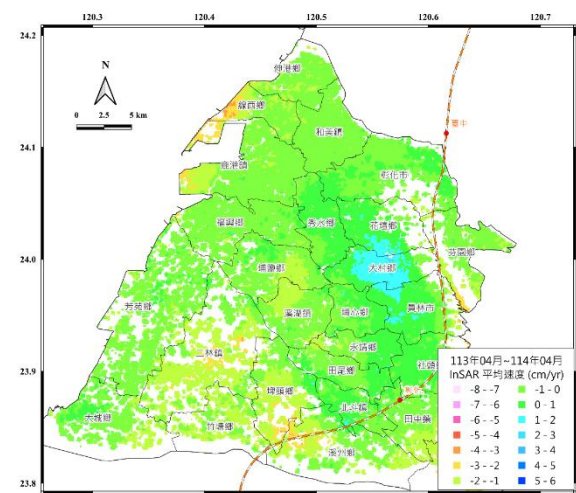 120.3 120.4 120.5 120.6 120.7
24.2
N
0 2.5 5 km
伸港鄉
線西鄉
臺中
和美鎮
24.1
鹿港鎮
彰化市
福興鄉
秀水鄉
花壇鄉
芬園鄉
24.0
埔鹽鄉
大村鄉
芳苑鄉
溪湖鎮
埔心鄉
員林市
二林鎮
永靖鄉
23.9
田尾鄉
社頭鄉
埤頭鄉
大城鄉
竹塘鄉
北斗鎮
田中鎮
溪州鄉
23.8
113年04月~114年04月
InSAR 平均速度 (cm/yr)
-8 - -7
-7 - -6
-6 - -5
-5 - -4
-4 - -3
-3 - -2
-2 - -1
-1 - 0
0 - 1
1 - 2
2 - 3
3 - 4
4 - 5
5 - 6